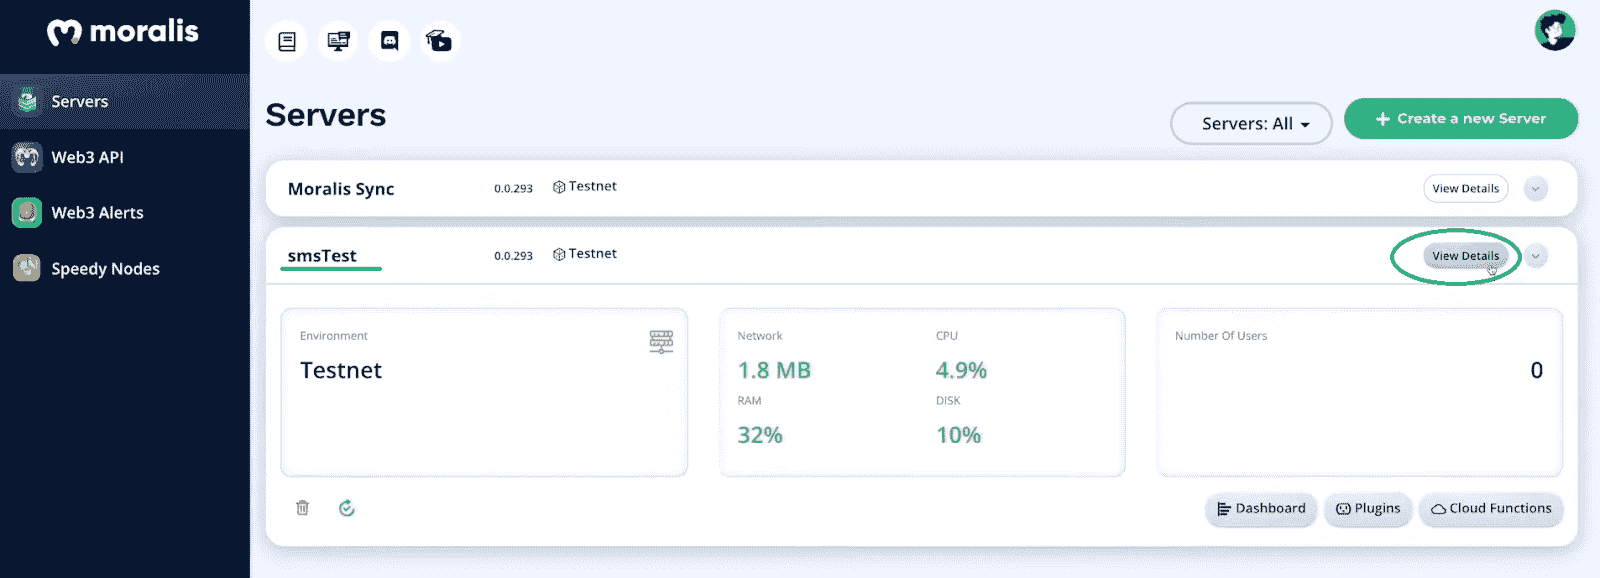 moralis
Servers
Web3 API
Web3 Alerts
Speedy Nodes
Servers
Servers: All
+ Create a new Server
Moralis Sync 0.0.293 Testnet View Details
smsTest 0.0.293 Testnet View Details
Environment
Testnet
Network CPU
1.8 MB 4.9%
RAM DISK
32% 10%
Number Of Users
0
Dashboard Plugins Cloud Functions